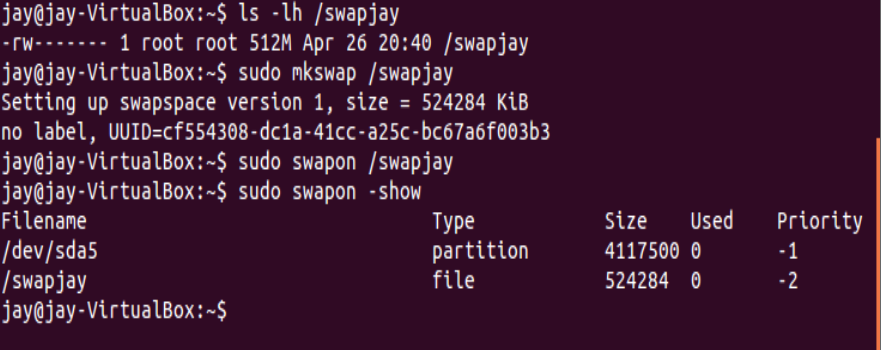 jay@jay-VirtualBox:~$ ls -lh /swapjay
-rw------- 1 root root 512M Apr 26 20:40 /swapjay
jay@jay-VirtualBox:~$ sudo mkswap /swapjay
Setting up swapspace version 1, size = 524284 KiB
no label, UUID=cf554308-dc1a-41cc-a25c-bc67a6f003b3
jay@jay-VirtualBox:~$ sudo swapon /swapjay
jay@jay-VirtualBox:~$ sudo swapon -show
Filename Type Size Used Priority
/dev/sda5 partition 4117500 0 -1
/swapjay file 524284 0 -2
jay@jay-VirtualBox:~$